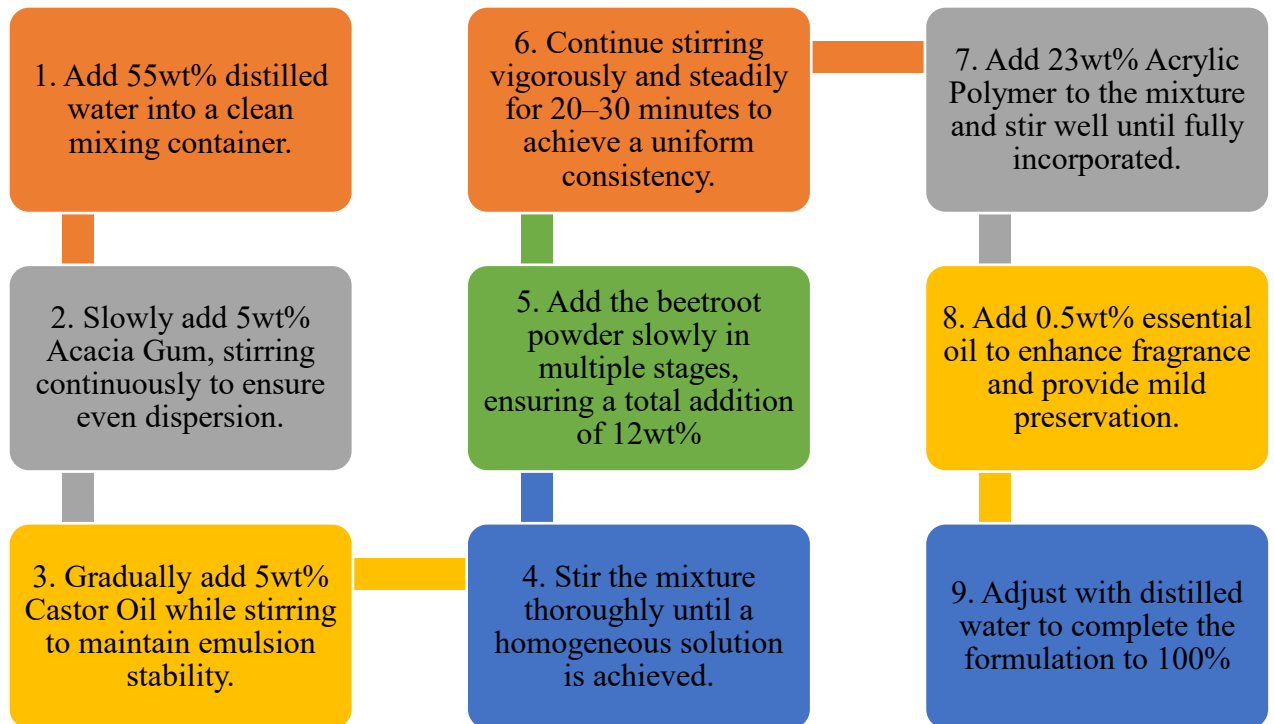 1. Add 55wt% distilled
water into a clean
mixing container.
2. Slowly add 5wt%
Acacia Gum, stirring
continuously to ensure
even dispersion.
3. Gradually add 5wt%
Castor Oil while stirring
to maintain emulsion
stability.
4. Stir the mixture
thoroughly until a
homogeneous solution
is achieved.
5. Add the beetroot
powder slowly in
multiple stages,
ensuring a total addition
of 12wt%
6. Continue stirring
vigorously and steadily
for 20–30 minutes to
achieve a uniform
consistency.
7. Add 23wt% Acrylic
Polymer to the mixture
and stir well until fully
incorporated.
8. Add 0.5wt% essential
oil to enhance fragrance
and provide mild
preservation.
9. Adjust with distilled
water to complete the
formulation to 100%